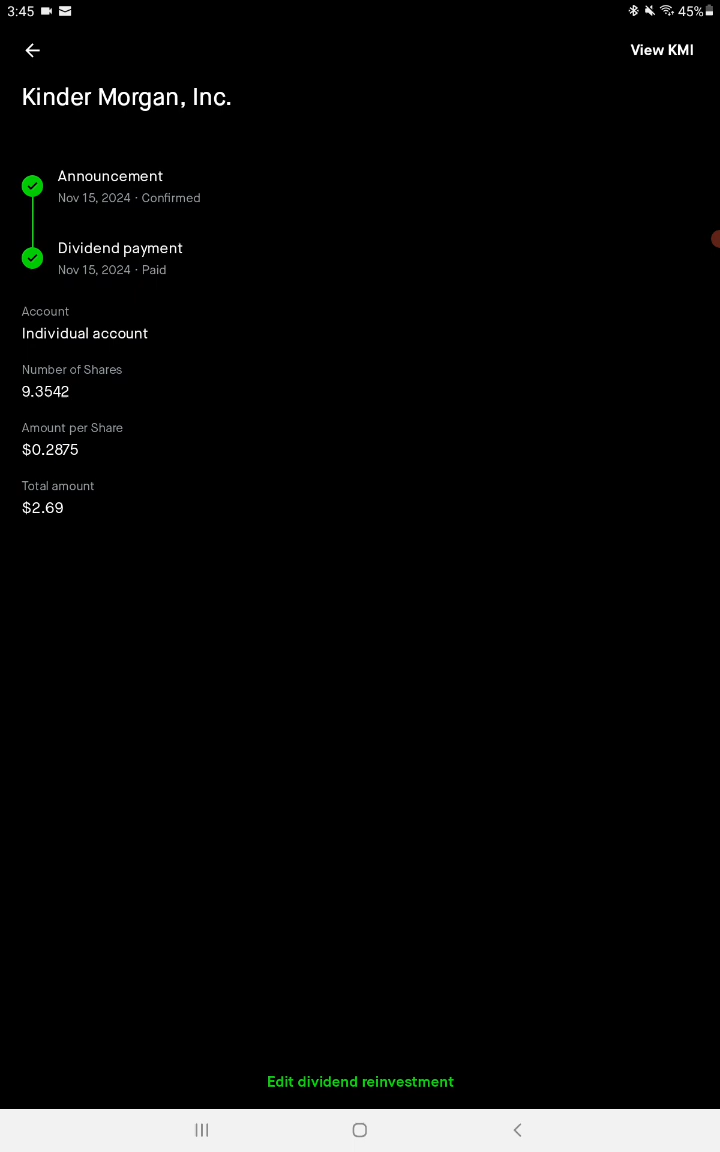 3:45 45%
View KMI
Kinder Morgan, Inc.
Announcement
Nov 15, 2024 · Confirmed
Dividend payment
Nov 15, 2024 · Paid
Account
Individual account
Number of Shares
9.3542
Amount per Share
$0.2875
Total amount
$2.69
Edit dividend reinvestment